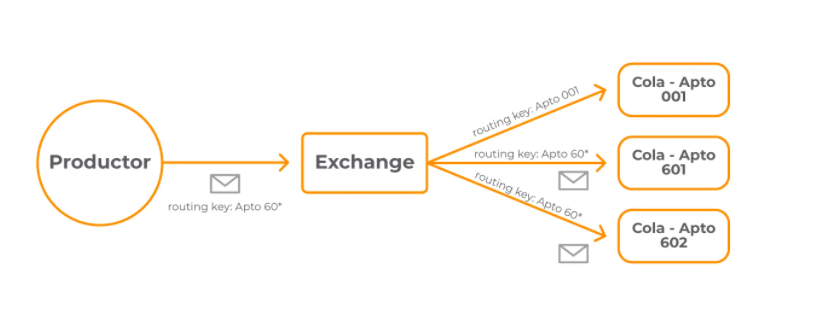 Productor
routing key: Apto 60*
Exchange
routing key: Apto 001
routing key: Apto 60*
routing key: Apto 60*
Cola - Apto
001
Cola - Apto
601
Cola - Apto
602